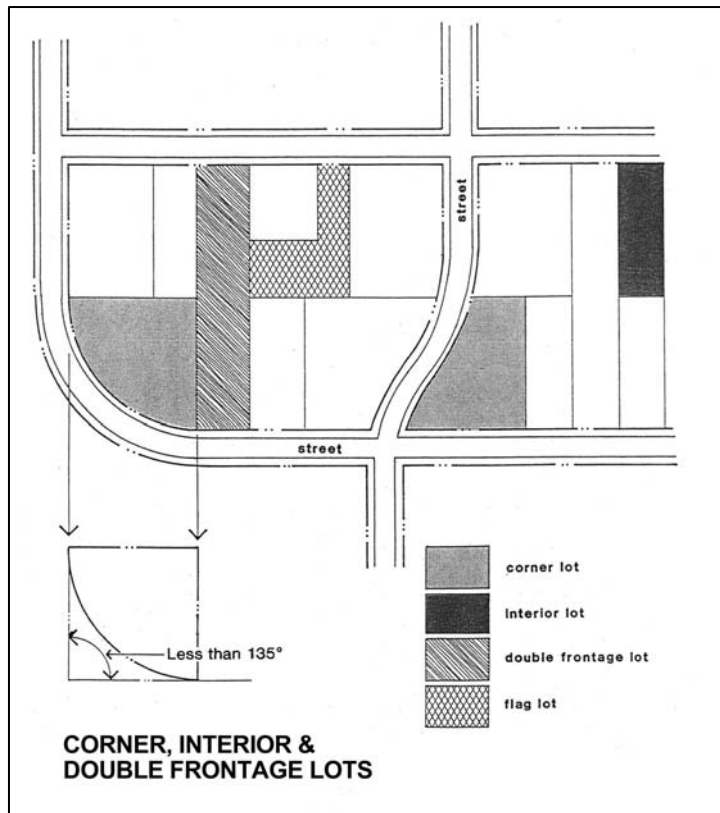 street
street
corner lot
interior lot
Less than 135°
double frontage lot
flag lot
CORNER, INTERIOR &
DOUBLE FRONTAGE LOTS